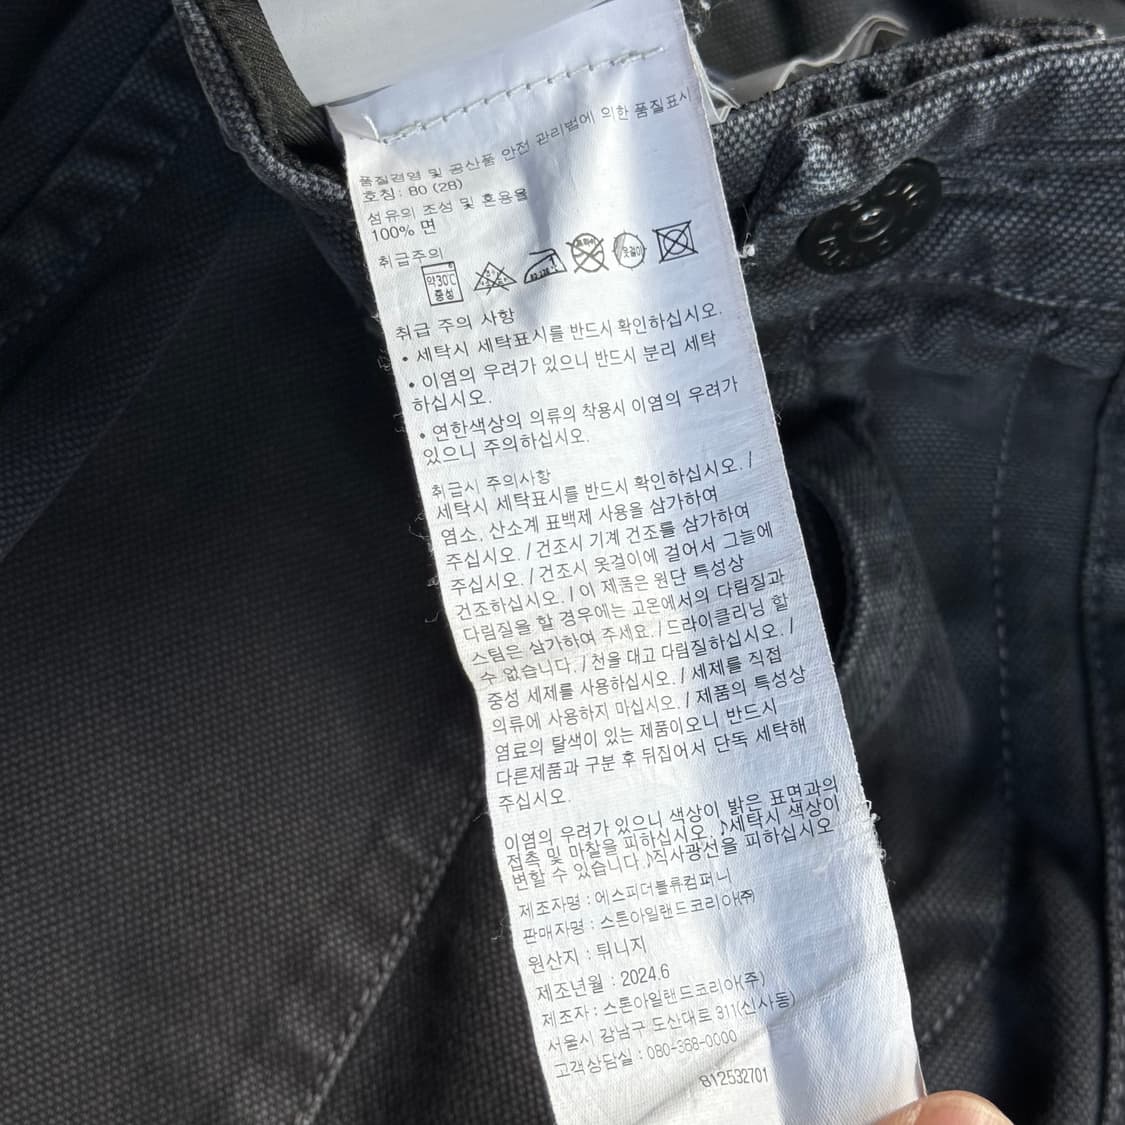 품질경영 및 공산품 안전 관리법에 의한 품질표시
호칭: 80 (28)
섬유의 조성 및 혼용율
100% 면
취급주의
약30℃
중성
옷걸이
취급 주의 사항
• 세탁시 세탁표시를 반드시 확인하십시오.
• 이염의 우려가 있으니 반드시 분리 세탁
하십시오.
• 연한색상의 의류의 착용시 이염의 우려가
있으니 주의하십시오.
취급시 주의사항
세탁시 세탁표시를 반드시 확인하십시오. /
염소, 산소계 표백제 사용을 삼가하여
주십시오. / 건조시 기계 건조를 삼가하여
주십시오. / 건조시 옷걸이에 걸어서 그늘에
건조하십시오. / 이 제품은 원단 특성상
다림질을 할 경우에는 고온에서의 다림질과
스팀은 삼가하여 주세요. / 드라이클리닝 할
수 없습니다. / 천을 대고 다림질하십시오. /
중성 세제를 사용하십시오. / 세제를 직접
의류에 사용하지 마십시오. / 제품의 특성상
염료의 탈색이 있는 제품이오니 반드시
다른제품과 구분 후 뒤집어서 단독 세탁해
주십시오.
이염의 우려가 있으니 색상이 밝은 표면과의
접촉 및 마찰을 피하십시오. ♪세탁시 색상이
변할 수 있습니다.♪직사광선을 피하십시오
제조자명 : 에스피더블류컴퍼니
판매자명 : 스톤아일랜드코리아㈜
원산지 : 튀니지
제조년월 : 2024.6
제조자 : 스톤아일랜드코리아(주)
서울시 강남구 도산대로 311(신사동)
고객상담실 : 080-368-0000
812532701